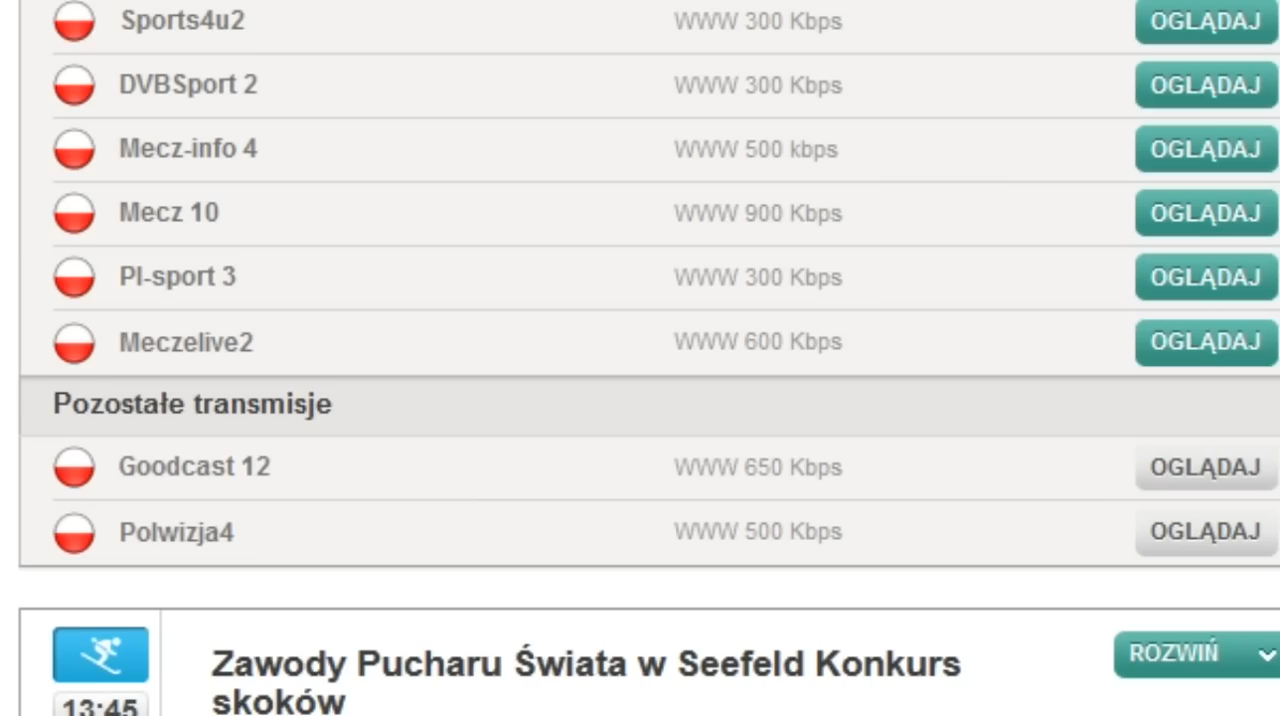 Sports4u2 WWW 300 Kbps OGLĄDAJ
DVBSport 2 WWW 300 Kbps OGLĄDAJ
Mecz-info 4 WWW 500 kbps OGLĄDAJ
Mecz 10 WWW 900 Kbps OGLĄDAJ
Pl-sport 3 WWW 300 Kbps OGLĄDAJ
Meczelive2 WWW 600 Kbps OGLĄDAJ
Pozostałe transmisje
Goodcast 12 WWW 650 Kbps OGLĄDAJ
Polwizja4 WWW 500 Kbps OGLĄDAJ
Zawody Pucharu Świata w Seefeld Konkurs ROZWIŃ
skoków
13:45